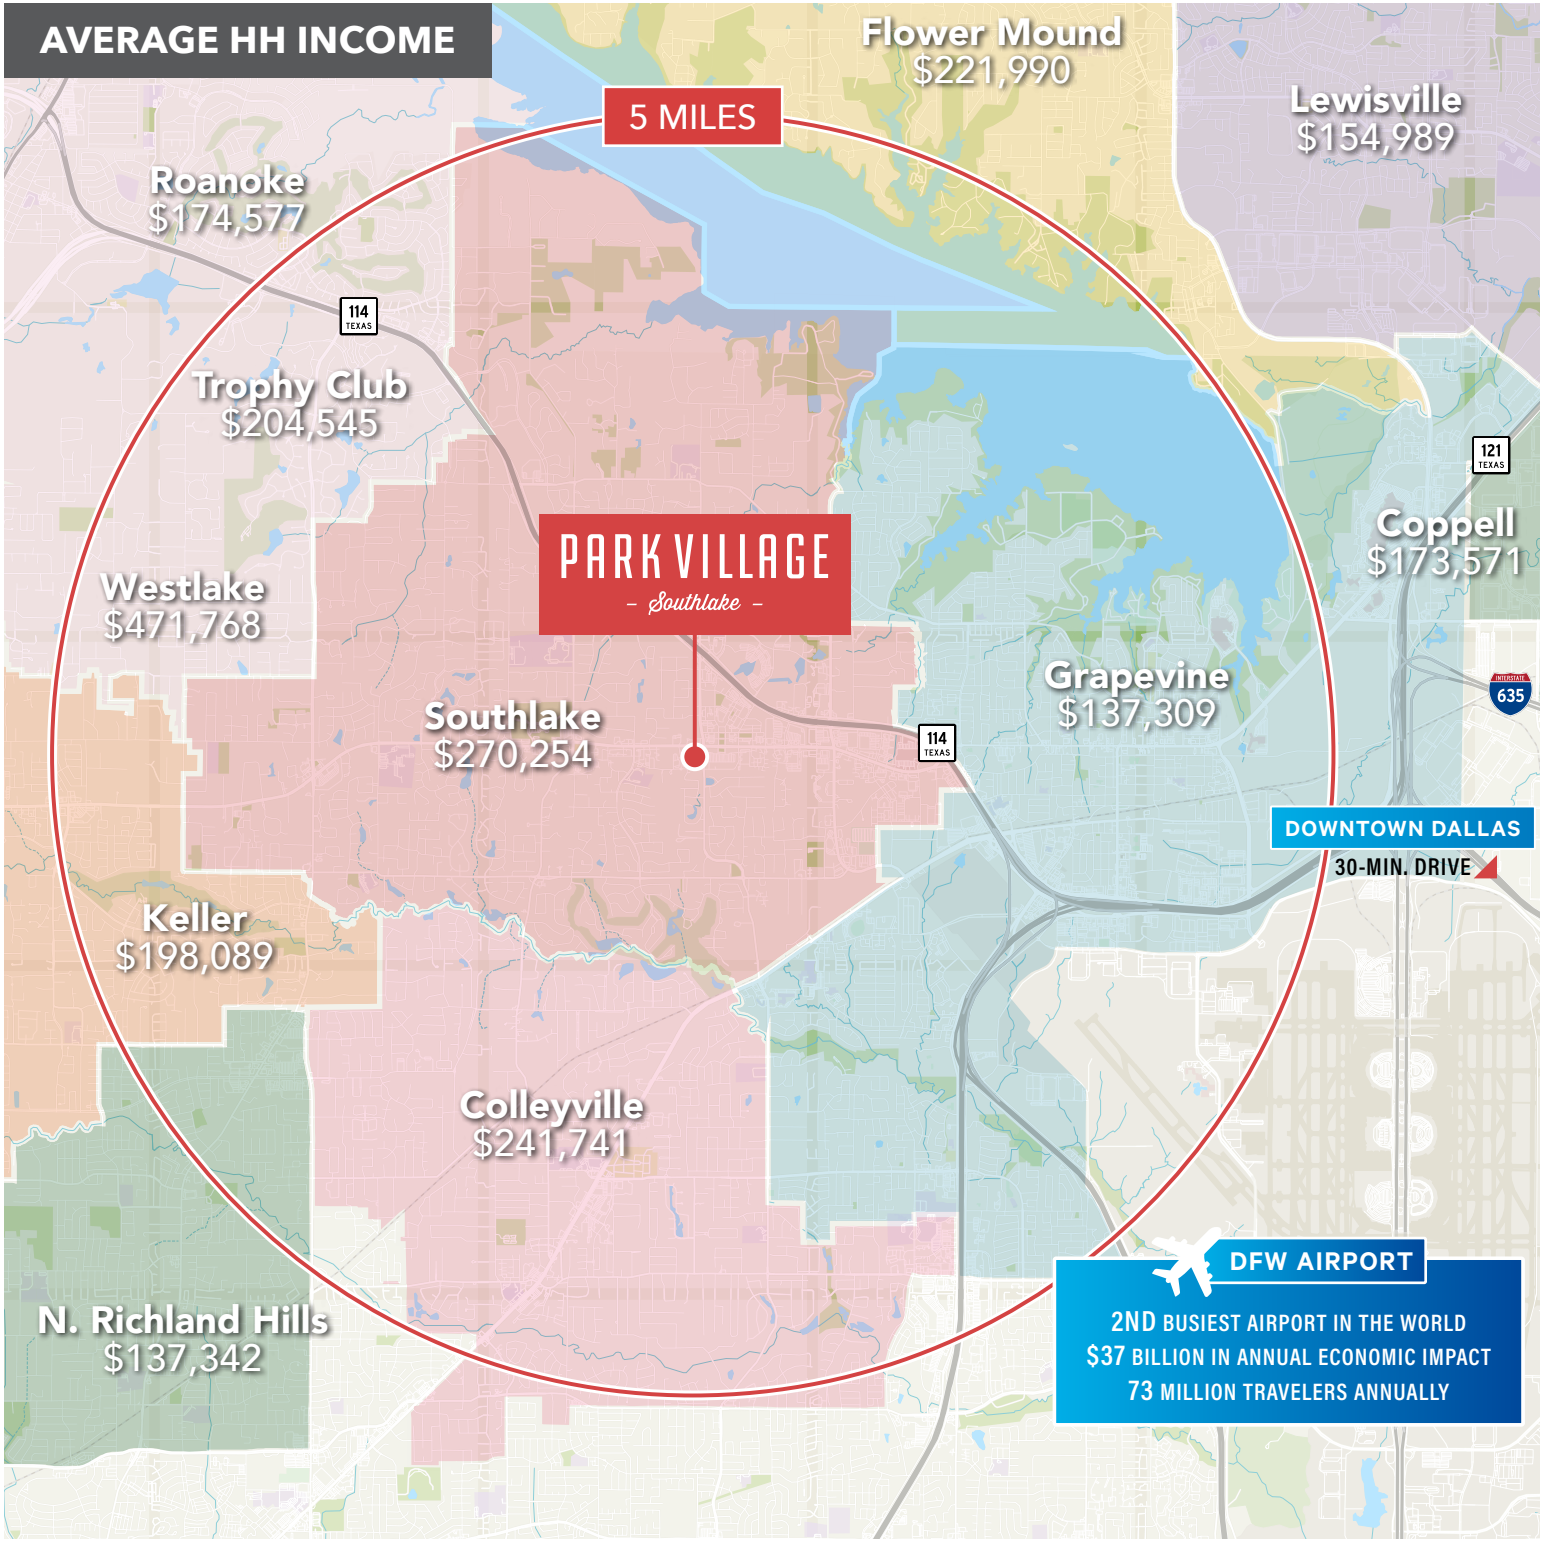 AVERAGE HH INCOME
Flower Mound
$221,990
Lewisville
$154,989
5 MILES
Roanoke
$174,577
114
TEXAS
Trophy Club
$204,545
121
TEXAS
Coppell
$173,571
PARK VILLAGE
– Southlake –
Westlake
$471,768
Grapevine
$137,309
INTERSTATE
635
Southlake
$270,254
114
TEXAS
DOWNTOWN DALLAS
30-MIN. DRIVE
Keller
$198,089
Colleyville
$241,741
DFW AIRPORT
2ND BUSIEST AIRPORT IN THE WORLD
$37 BILLION IN ANNUAL ECONOMIC IMPACT
73 MILLION TRAVELERS ANNUALLY
N. Richland Hills
$137,342